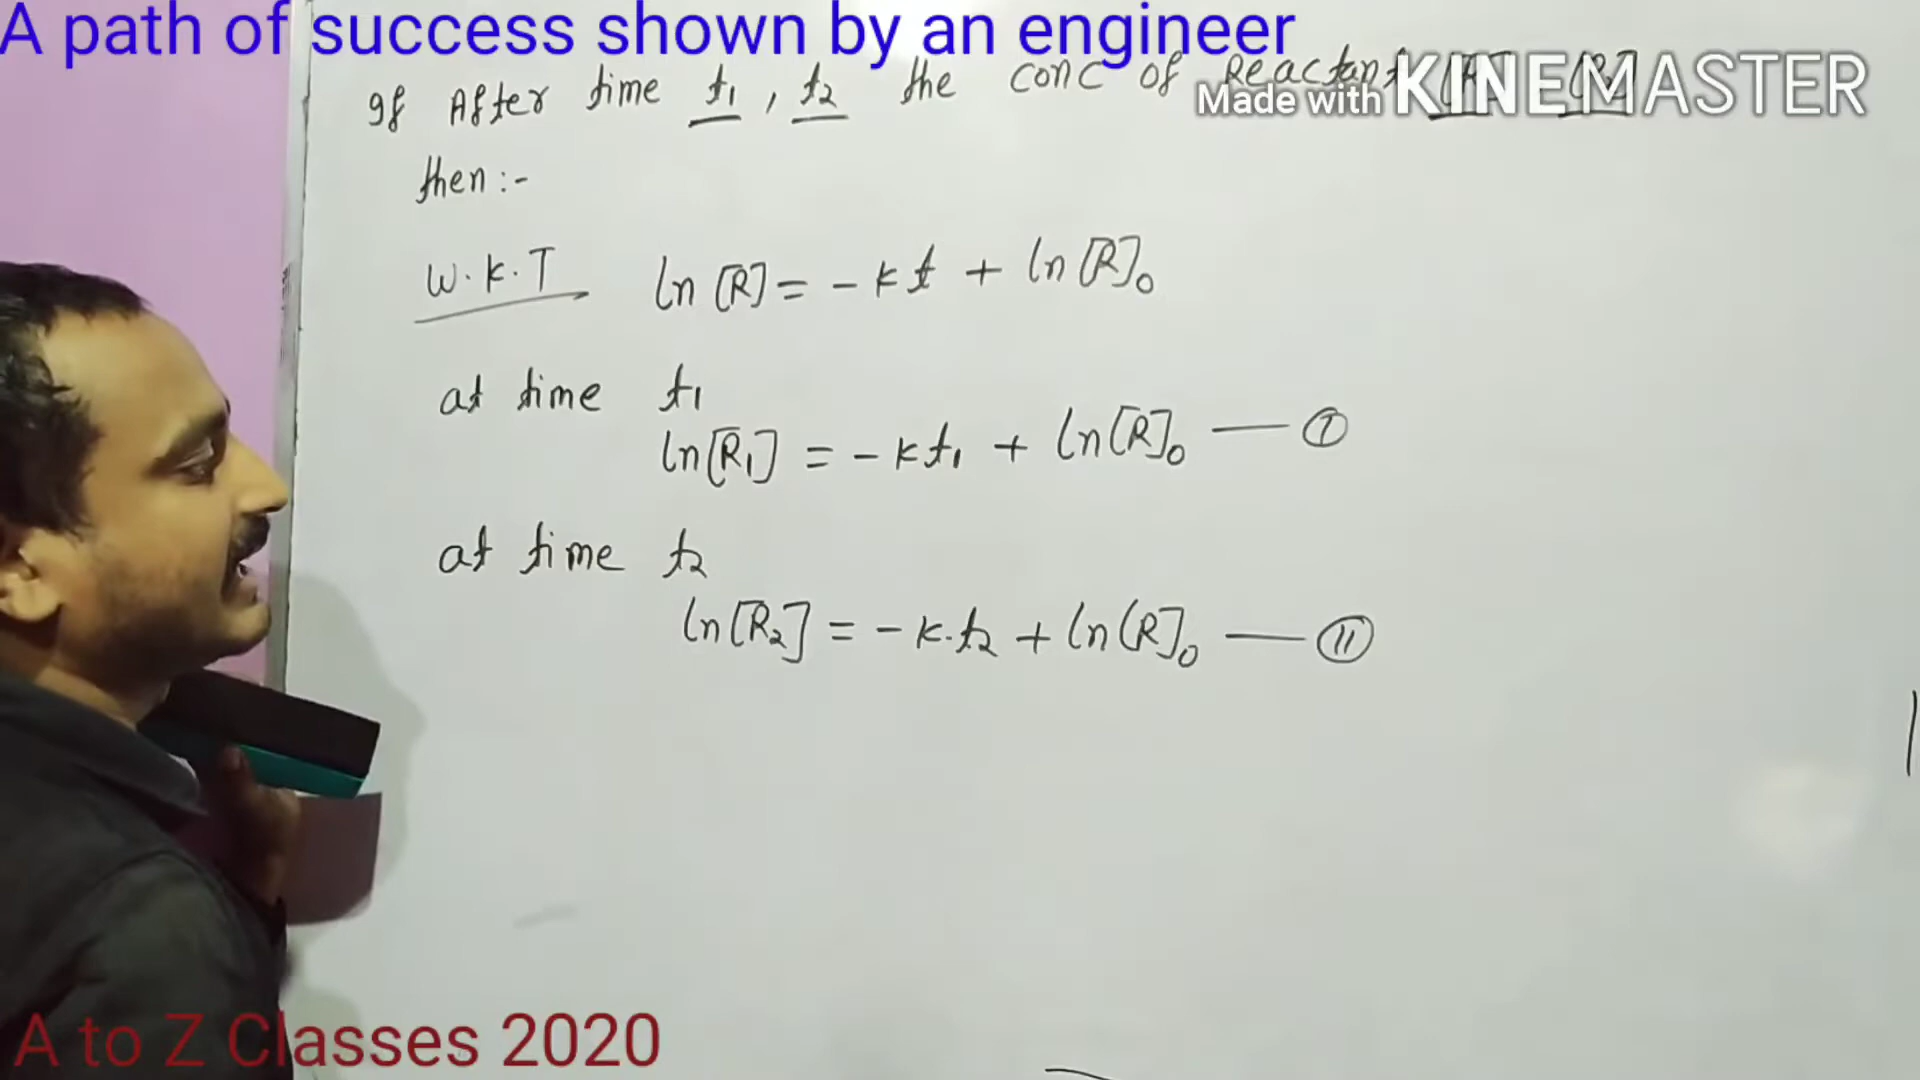 A path of success shown by an engineer
If After time t1 , t2 the conc of Reactant
Made with KINEMASTER
then :-
W.K.T ln [R] = - kt + ln [R]₀
at time t1
ln[R₁] = - kt₁ + ln[R]₀ — I
at time t2
ln[R₂] = - k.t₂ + ln[R]₀ — II
A to Z Classes 2020